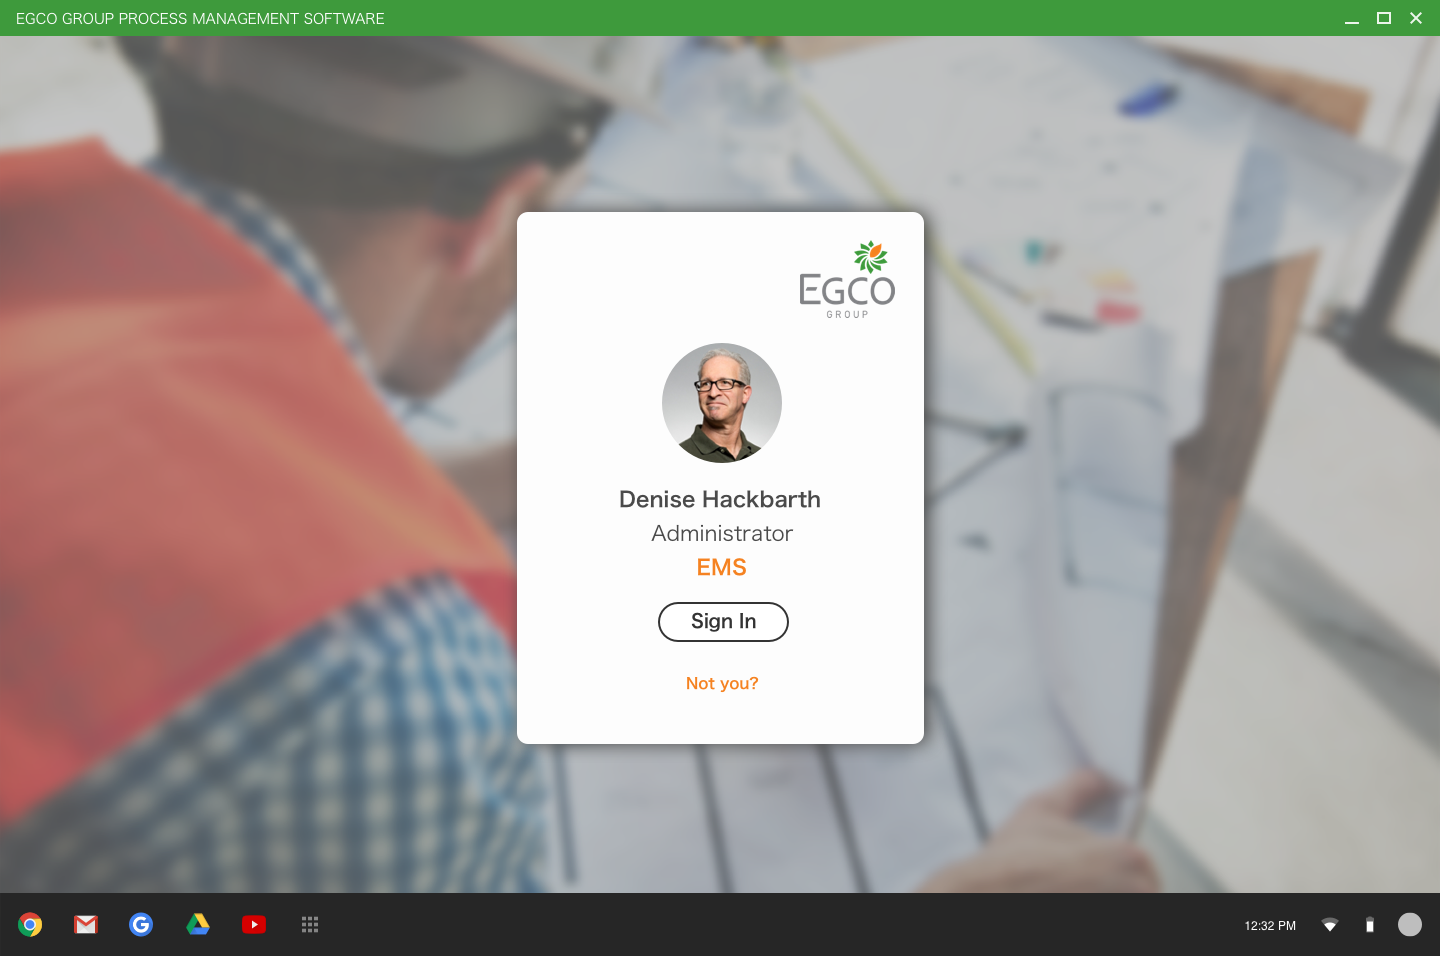 EGCO GROUP PROCESS MANAGEMENT SOFTWARE
EGCO
GROUP
Denise Hackbarth
Administrator
EMS
Sign In
Not you?
12:32 PM